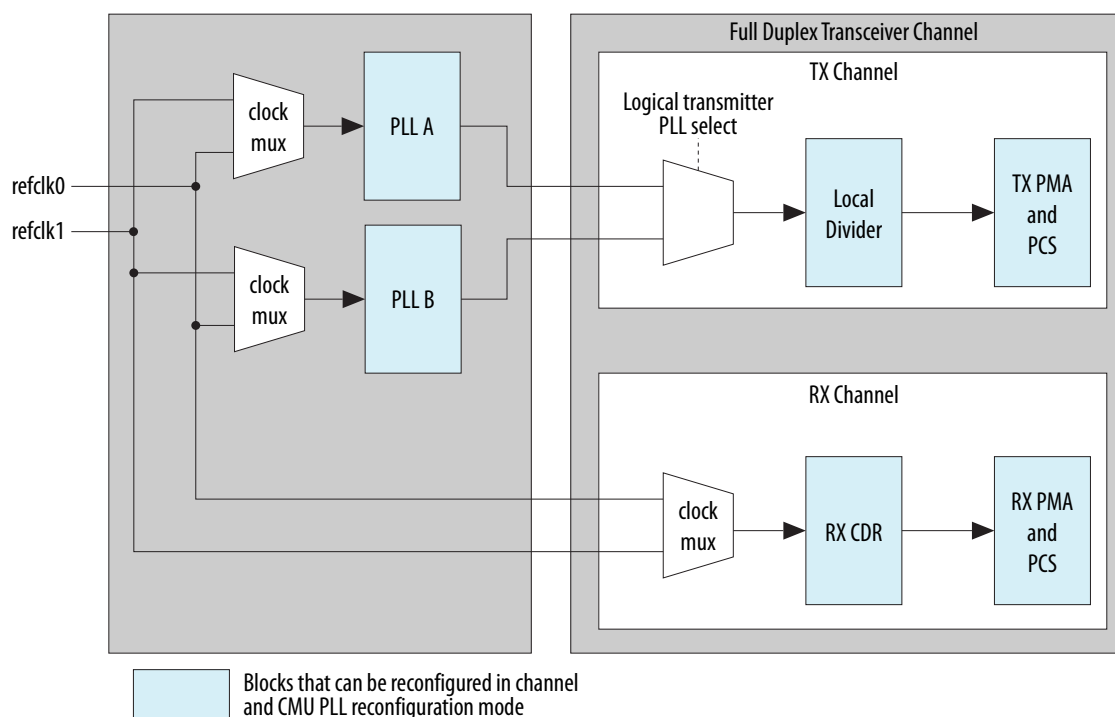 Full Duplex Transceiver Channel
TX Channel
Logical transmitter
PLL select
clock
mux
PLL A
refclk0
refclk1
Local
Divider
TX PMA
and
PCS
clock
mux
PLL B
RX Channel
clock
mux
RX CDR
RX PMA
and
PCS
Blocks that can be reconfigured in channel
and CMU PLL reconfiguration mode